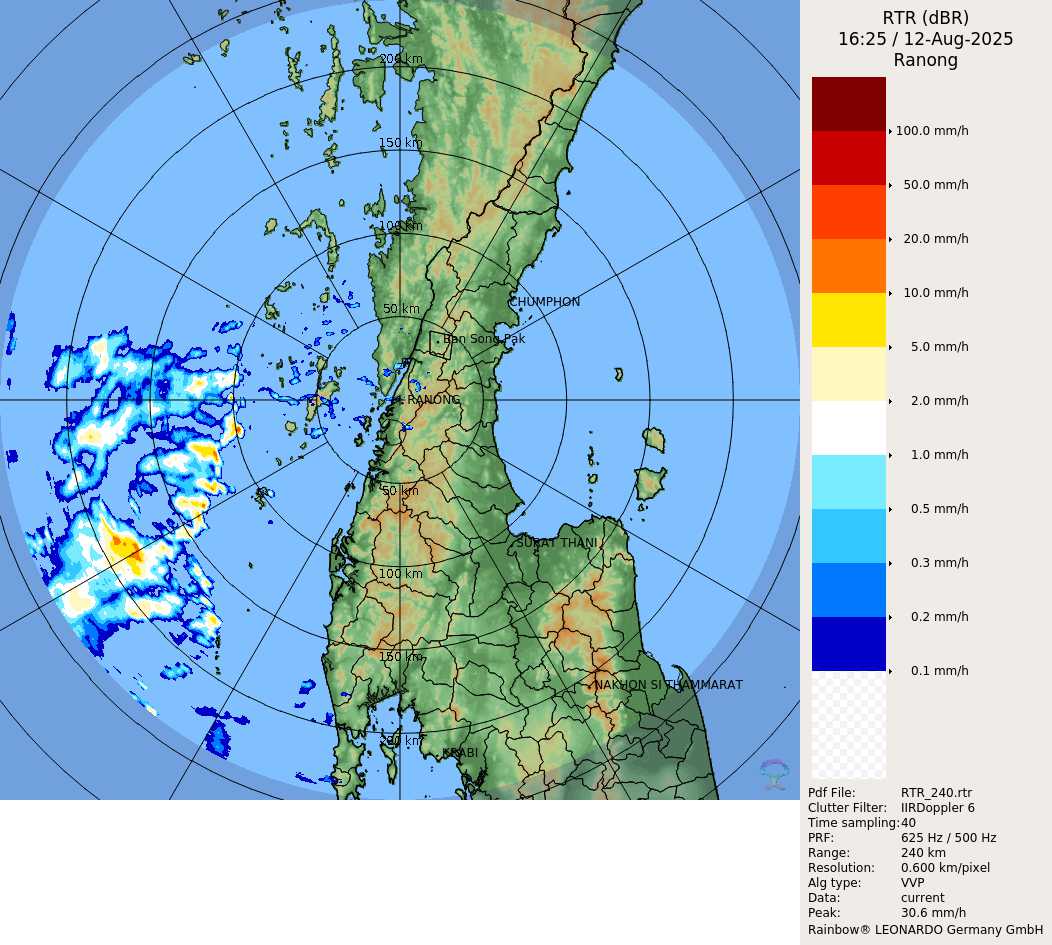 RTR (dBR)
16:25 / 12-Aug-2025
Ranong
200 km
150 km
100 km
50 km
CHUMPHON
Ban Song Pak
RANONG
50 km
SURAT THANI
100 km
150 km
NAKHON SI THAMMARAT
200 km
KRABI
100.0 mm/h
50.0 mm/h
20.0 mm/h
10.0 mm/h
5.0 mm/h
2.0 mm/h
1.0 mm/h
0.5 mm/h
0.3 mm/h
0.2 mm/h
0.1 mm/h
Pdf File: RTR_240.rtr
Clutter Filter: IIRDoppler 6
Time sampling:40
PRF: 625 Hz / 500 Hz
Range: 240 km
Resolution: 0.600 km/pixel
Alg type: VVP
Data: current
Peak: 30.6 mm/h
Rainbow® LEONARDO Germany GmbH